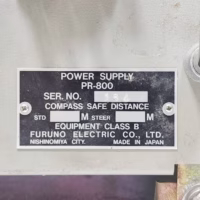 POWER SUPPLY
PR-800
SER. NO.
COMPASS SAFE DISTANCE
STD M STEER M
EQUIPMENT CLASS B
FURUNO ELECTRIC CO., LTD.
NISHINOMIYA CITY. MADE IN JAPAN